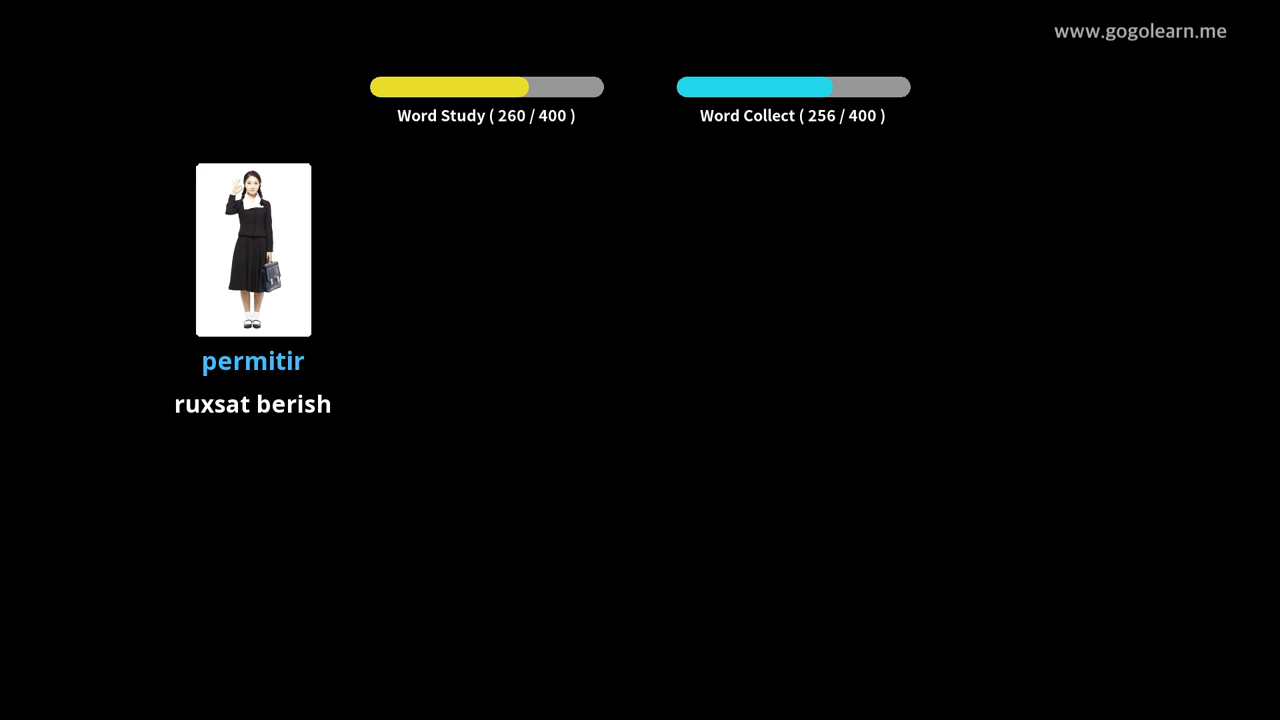 www.gogolearn.me
Word Study ( 260 / 400 )
Word Collect ( 256 / 400 )
permitir
ruxsat berish